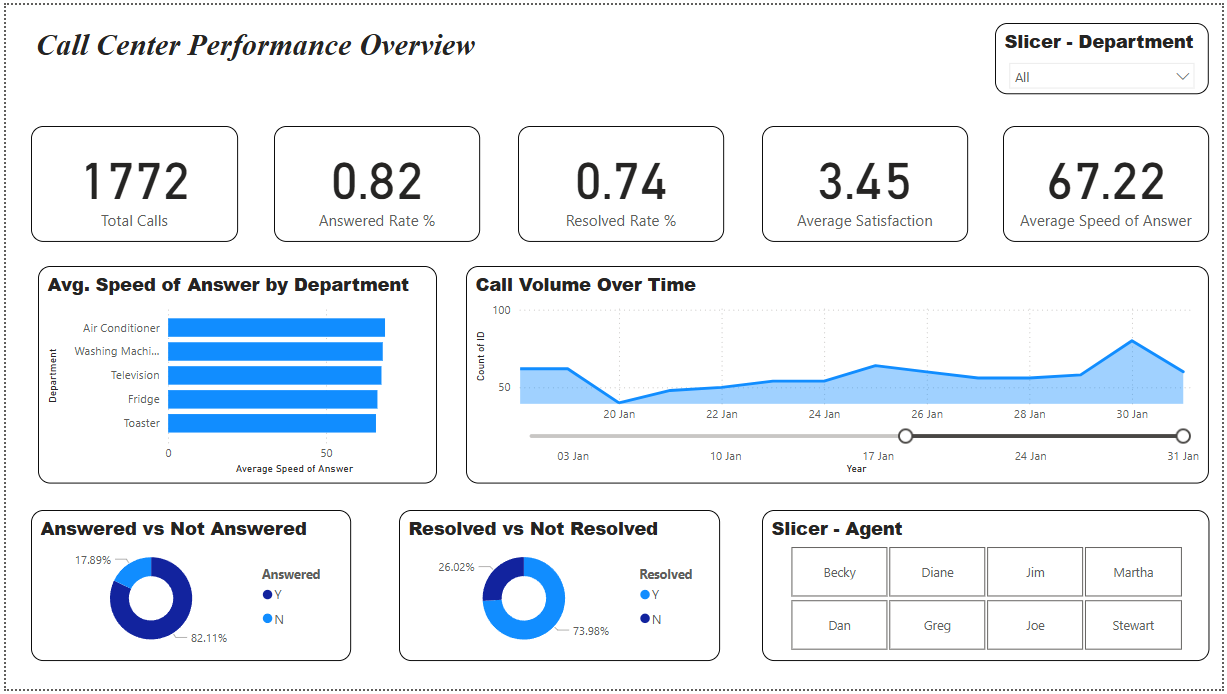 Call Center Performance Overview
Slicer - Department
All
1772
Total Calls
0.82
Answered Rate %
0.74
Resolved Rate %
3.45
Average Satisfaction
67.22
Average Speed of Answer
Avg. Speed of Answer by Department
Department
Air Conditioner
Washing Machi...
Television
Fridge
Toaster
0 50
Average Speed of Answer
Call Volume Over Time
Count of ID
100
50
20 Jan 22 Jan 24 Jan 26 Jan 28 Jan 30 Jan
03 Jan 10 Jan 17 Jan 24 Jan 31 Jan
Year
Answered vs Not Answered
17.89%
82.11%
Answered
Y
N
Resolved vs Not Resolved
26.02%
73.98%
Resolved
Y
N
Slicer - Agent
Becky Diane Jim Martha
Dan Greg Joe Stewart